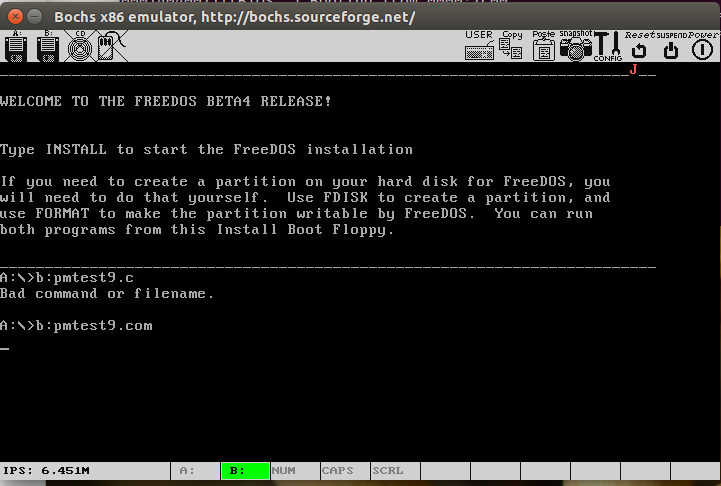 Bochs x86 emulator, http://bochs.sourceforge.net/
A: B: CD USER Copy Paste snapshot CONFIG Reset SUSPEND Power
J
WELCOME TO THE FREEDOS BETA4 RELEASE!
Type INSTALL to start the FreeDOS installation
If you need to create a partition on your hard disk for FreeDOS, you
will need to do that yourself.  Use FDISK to create a partition, and
use FORMAT to make the partition writable by FreeDOS.  You can run
both programs from this Install Boot Floppy.
A:\>b:pmtest9.c
Bad command or filename.
A:\>b:pmtest9.com
IPS: 6.451M A: B: NUM CAPS SCRL